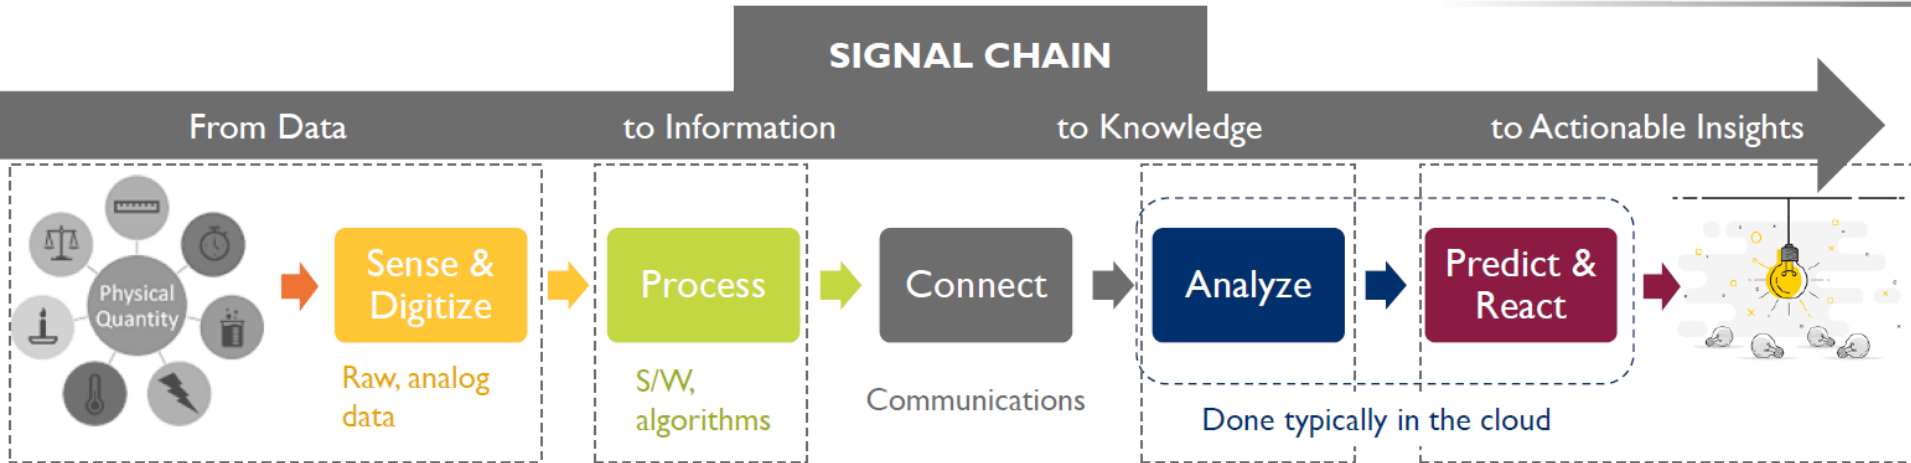 SIGNAL CHAIN
From Data
to Information
to Knowledge
to Actionable Insights
Physical
Quantity
Sense &
Digitize
Raw, analog
data
Process
S/W,
algorithms
Connect
Communications
Analyze
Predict &
React
Done typically in the cloud